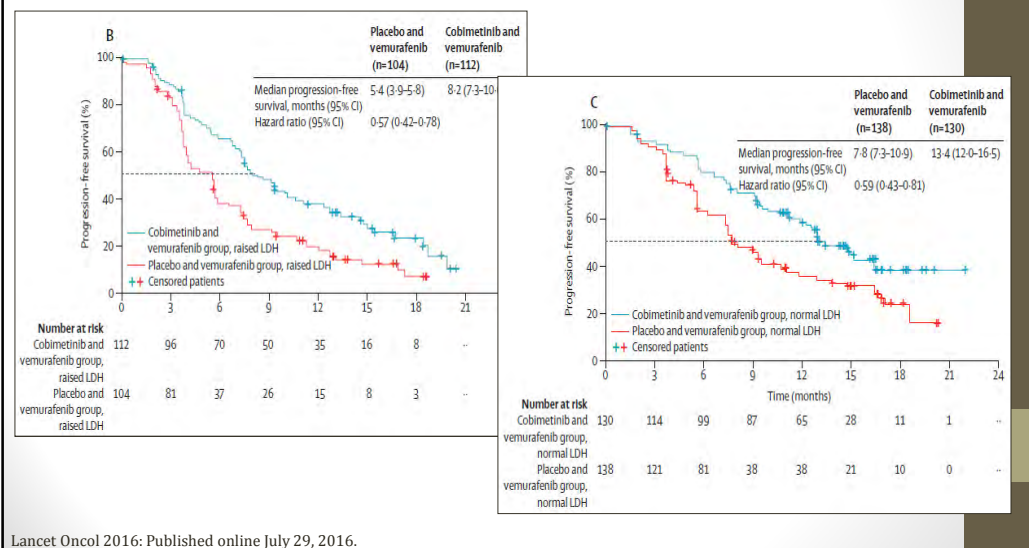 B
Placebo and Cobimetinib and
vemurafenib vemurafenib
(n=104) (n=112)
Median progression-free 5·4 (3·9–5·8) 8·2 (7·3–10·
survival, months (95% CI)
Hazard ratio (95% CI) 0·57 (0·42–0·78)
Progression-free survival (%)
100
80
60
40
20
0
Cobimetinib and
vemurafenib group, raised LDH
Placebo and vemurafenib group, raised LDH
Censored patients
0 3 6 9 12 15 18 21
Number at risk
Cobimetinib and 112 96 70 50 35 16 8 ··
vemurafenib group,
raised LDH
Placebo and 104 81 37 26 15 8 3 ··
vemurafenib group,
raised LDH
C
Placebo and Cobimetinib and
vemurafenib vemurafenib
(n=138) (n=130)
Median progression-free 7·8 (7·3–10·9) 13·4 (12·0–16·5)
survival, months (95% CI)
Hazard ratio (95% CI) 0·59 (0·43–0·81)
Progression-free survival (%)
100
80
60
40
20
0
Cobimetinib and vemurafenib group, normal LDH
Placebo and vemurafenib group, normal LDH
Censored patients
0 3 6 9 12 15 18 21 24
Time (months)
Number at risk
Cobimetinib and 130 114 99 87 65 28 11 1 ··
vemurafenib group,
normal LDH
Placebo and 138 121 81 38 38 21 10 0 ··
vemurafenib group,
normal LDH
Lancet Oncol 2016: Published online July 29, 2016.